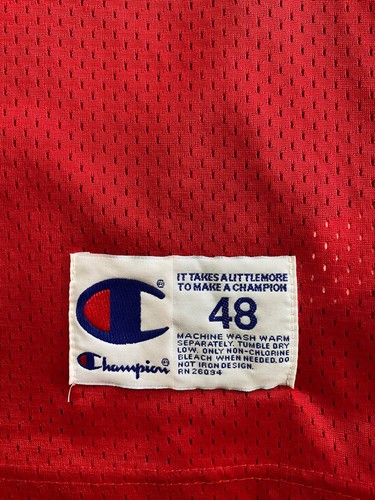 IT TAKES A LITTLE MORE
TO MAKE A CHAMPION
®
48
MACHINE WASH WARM
SEPARATELY. TUMBLE DRY
LOW. ONLY NON-CHLORINE
BLEACH WHEN NEEDED. DO
NOT IRON DESIGN.
RN 26094
Champion®